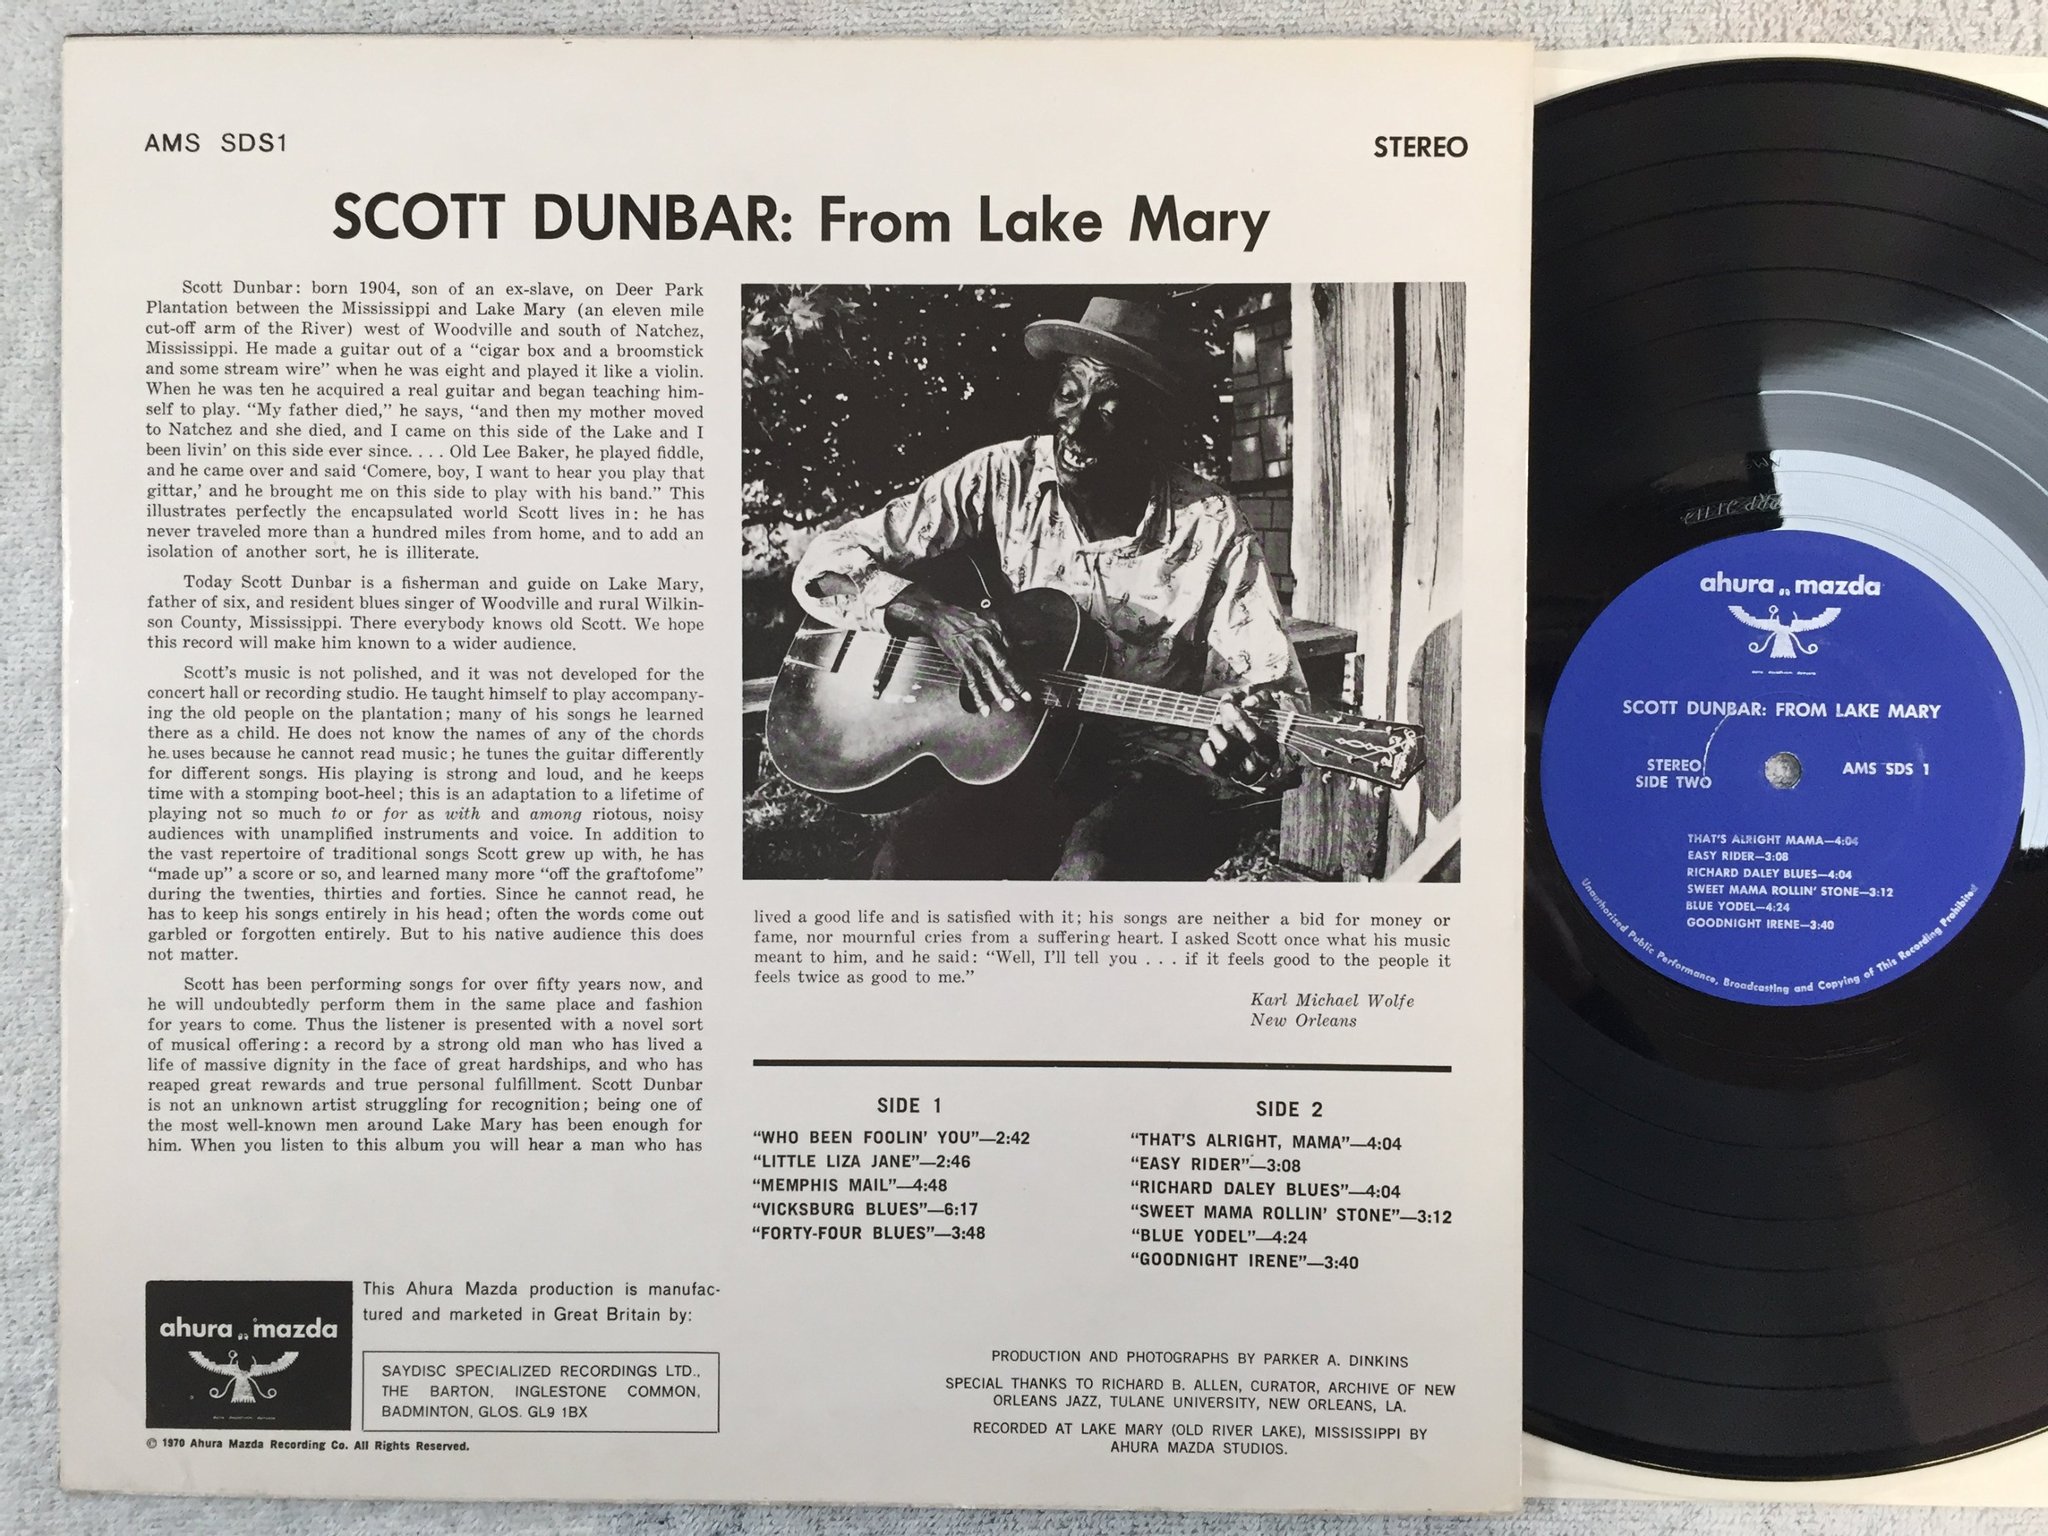 AMS SDS1
STEREO
SCOTT DUNBAR: From Lake Mary
Scott Dunbar: born 1904, son of an ex-slave, on Deer Park
Plantation between the Mississippi and Lake Mary (an eleven mile
cut-off arm of the River) west of Woodville and south of Natchez,
Mississippi. He made a guitar out of a “cigar box and a broomstick
and some stream wire” when he was eight and played it like a violin.
When he was ten he acquired a real guitar and began teaching him-
self to play. “My father died,” he says, “and then my mother moved
to Natchez and she died, and I came on this side of the Lake and I
been livin’ on this side ever since. . . . Old Lee Baker, he played fiddle,
and he came over and said ‘Comere, boy, I want to hear you play that
gittar,’ and he brought me on this side to play with his band.” This
illustrates perfectly the encapsulated world Scott lives in: he has
never traveled more than a hundred miles from home, and to add an
isolation of another sort, he is illiterate.
Today Scott Dunbar is a fisherman and guide on Lake Mary,
father of six, and resident blues singer of Woodville and rural Wilkin-
son County, Mississippi. There everybody knows old Scott. We hope
this record will make him known to a wider audience.
Scott’s music is not polished, and it was not developed for the
concert hall or recording studio. He taught himself to play accompany-
ing the old people on the plantation; many of his songs he learned
there as a child. He does not know the names of any of the chords
he uses because he cannot read music; he tunes the guitar differently
for different songs. His playing is strong and loud, and he keeps
time with a stomping boot-heel; this is an adaptation to a lifetime of
playing not so much to or for as with and among riotous, noisy
audiences with unamplified instruments and voice. In addition to
the vast repertoire of traditional songs Scott grew up with, he has
“made up” a score or so, and learned many more “off the graftofome”
during the twenties, thirties and forties. Since he cannot read, he
has to keep his songs entirely in his head; often the words come out
garbled or forgotten entirely. But to his native audience this does
not matter.
Scott has been performing songs for over fifty years now, and
he will undoubtedly perform them in the same place and fashion
for years to come. Thus the listener is presented with a novel sort
of musical offering: a record by a strong old man who has lived a
life of massive dignity in the face of great hardships, and who has
reaped great rewards and true personal fulfillment. Scott Dunbar
is not an unknown artist struggling for recognition; being one of
the most well-known men around Lake Mary has been enough for
him. When you listen to this album you will hear a man who has
lived a good life and is satisfied with it; his songs are neither a bid for money or
fame, nor mournful cries from a suffering heart. I asked Scott once what his music
meant to him, and he said: “Well, I’ll tell you . . . if it feels good to the people it
feels twice as good to me.”
Karl Michael Wolfe
New Orleans
SIDE 1
“WHO BEEN FOOLIN’ YOU”—2:42
“LITTLE LIZA JANE”—2:46
“MEMPHIS MAIL”—4:48
“VICKSBURG BLUES”—6:17
“FORTY-FOUR BLUES”—3:48
SIDE 2
“THAT’S ALRIGHT, MAMA”—4:04
“EASY RIDER”—3:08
“RICHARD DALEY BLUES”—4:04
“SWEET MAMA ROLLIN’ STONE”—3:12
“BLUE YODEL”—4:24
“GOODNIGHT IRENE”—3:40
ahura mazda
This Ahura Mazda production is manufac-
tured and marketed in Great Britain by:
SAYDISC SPECIALIZED RECORDINGS LTD.,
THE BARTON, INGLESTONE COMMON,
BADMINTON, GLOS. GL9 1BX
© 1970 Ahura Mazda Recording Co. All Rights Reserved.
PRODUCTION AND PHOTOGRAPHS BY PARKER A. DINKINS
SPECIAL THANKS TO RICHARD B. ALLEN, CURATOR, ARCHIVE OF NEW
ORLEANS JAZZ, TULANE UNIVERSITY, NEW ORLEANS, LA.
RECORDED AT LAKE MARY (OLD RIVER LAKE), MISSISSIPPI BY
AHURA MAZDA STUDIOS.
ahura mazda
SCOTT DUNBAR: FROM LAKE MARY
STEREO
SIDE TWO
AMS SDS 1
THAT’S ALRIGHT MAMA—4:04
EASY RIDER—3:08
RICHARD DALEY BLUES—4:04
SWEET MAMA ROLLIN’ STONE—3:12
BLUE YODEL—4:24
GOODNIGHT IRENE—3:40
Unauthorized Public Performance, Broadcasting and Copying of This Recording Prohibited